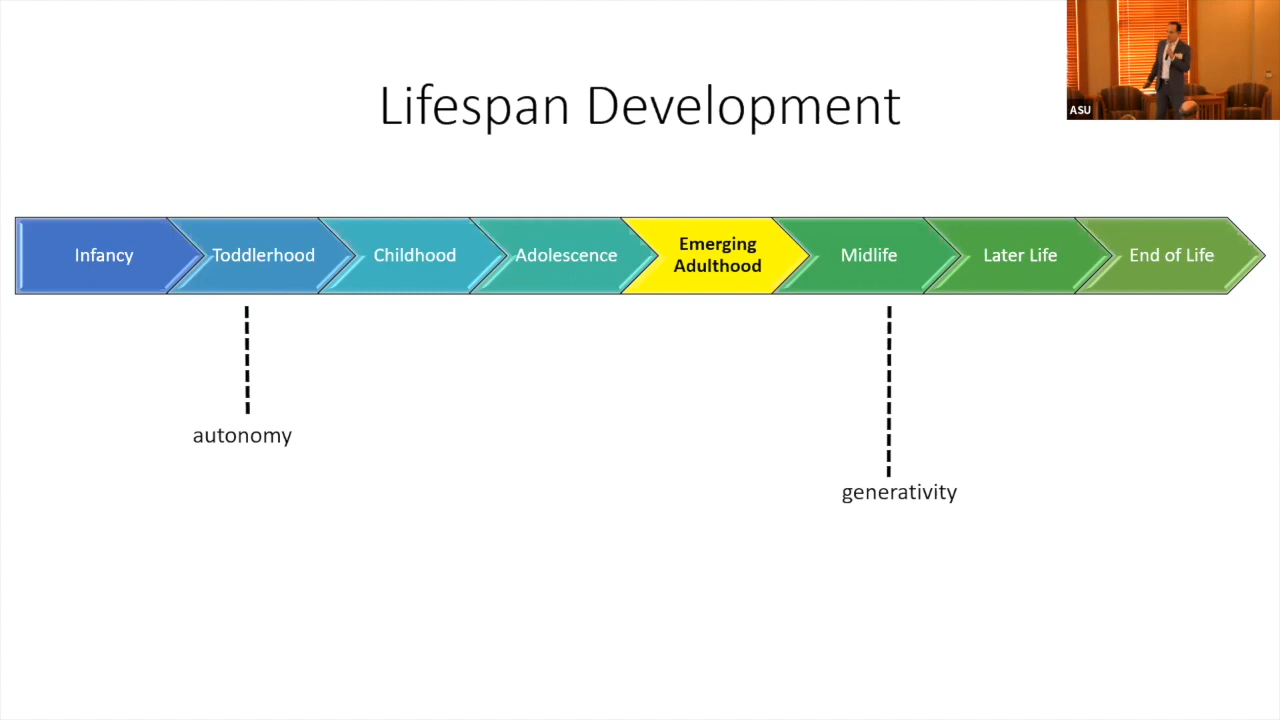 ASU
Lifespan Development
Infancy
Toddlerhood
Childhood
Adolescence
Emerging
Adulthood
Midlife
Later Life
End of Life
autonomy
generativity